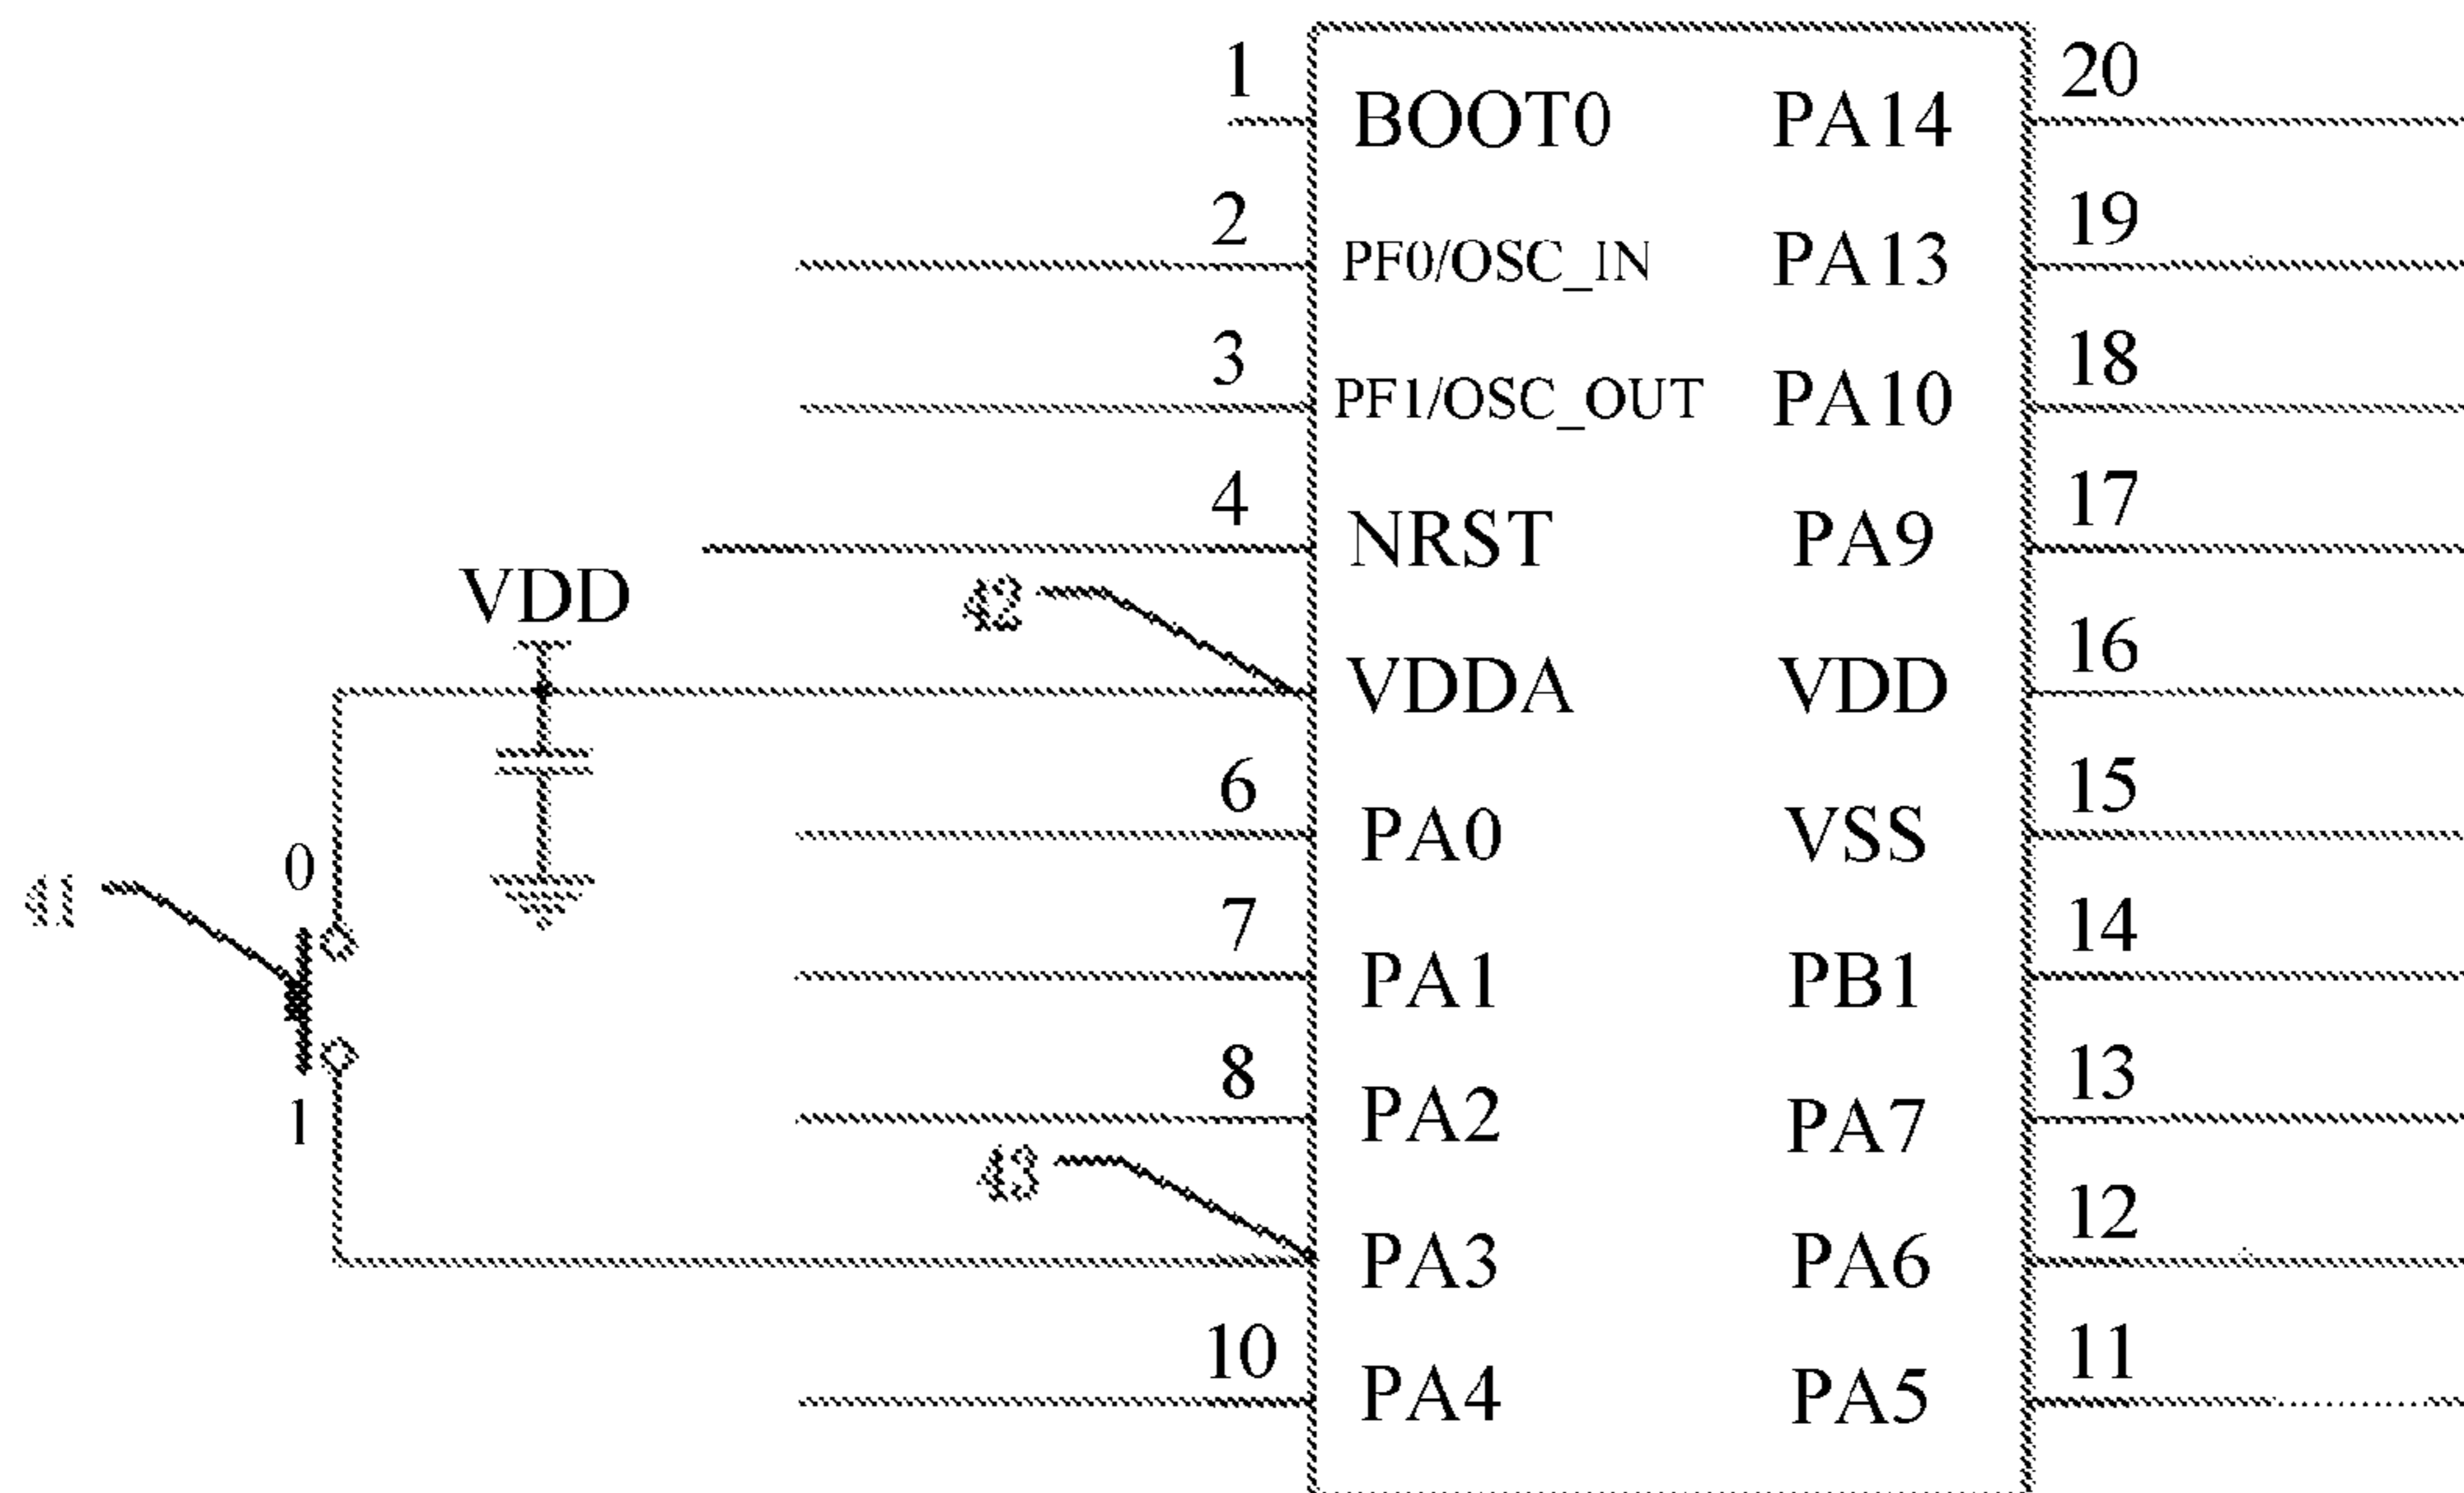 1 BOOT0 PA14 20
2 PF0/OSC_IN PA13 19
3 PF1/OSC_OUT PA10 18
4 NRST PA9 17
VDD
42 VDDA VDD 16
6 PA0 VSS 15
41 0
7 PA1 PB1 14
1
8 PA2 PA7 13
43 PA3 PA6 12
10 PA4 PA5 11